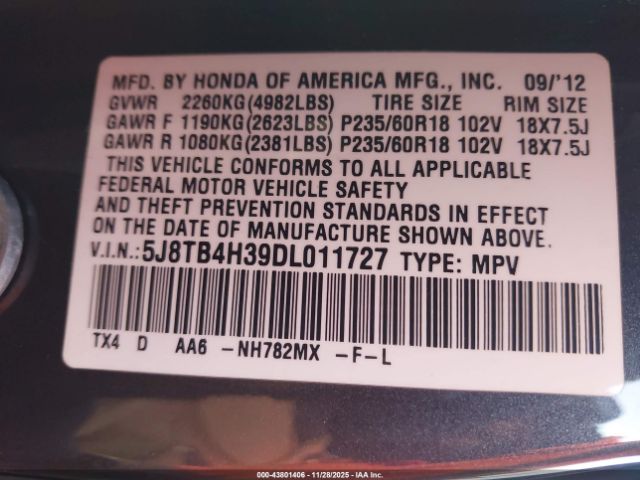 MFD. BY HONDA OF AMERICA MFG., INC. 09/'12
GVWR 2260KG(4982LBS) TIRE SIZE RIM SIZE
GAWR F 1190KG(2623LBS) P235/60R18 102V 18X7.5J
GAWR R 1080KG(2381LBS) P235/60R18 102V 18X7.5J
THIS VEHICLE CONFORMS TO ALL APPLICABLE
FEDERAL MOTOR VEHICLE SAFETY
AND THEFT PREVENTION STANDARDS IN EFFECT
ON THE DATE OF MANUFACTURE SHOWN ABOVE.
V.I.N.:5J8TB4H39DL011727 TYPE: MPV
TX4 D AA6 -NH782MX -F-L
000-43801406 - 11/28/2025 - IAAI, Inc.